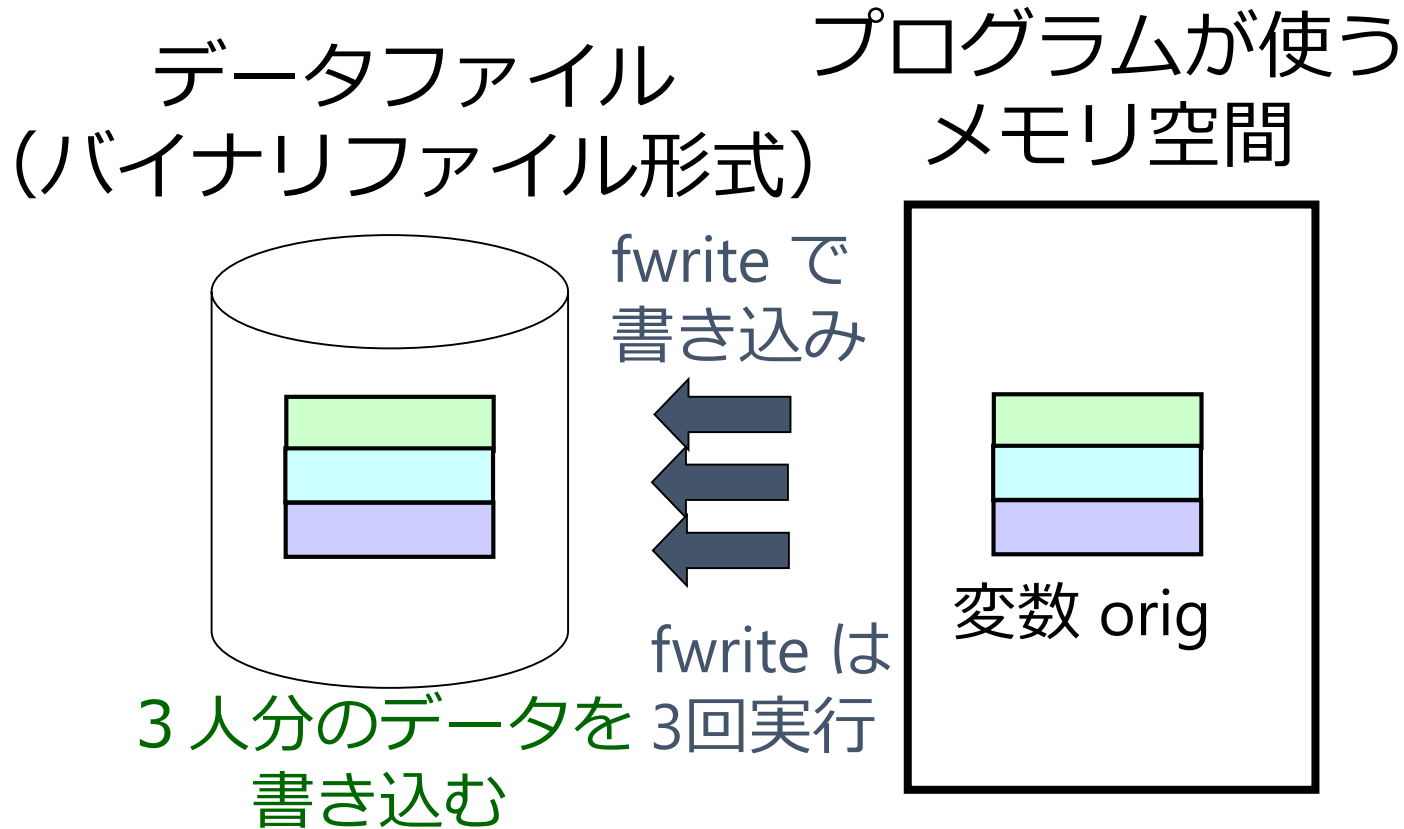 データファイル
（バイナリファイル形式）
プログラムが使う
メモリ空間
fwrite で
書き込み
変数 orig
fwrite は
3回実行
３人分のデータを
書き込む